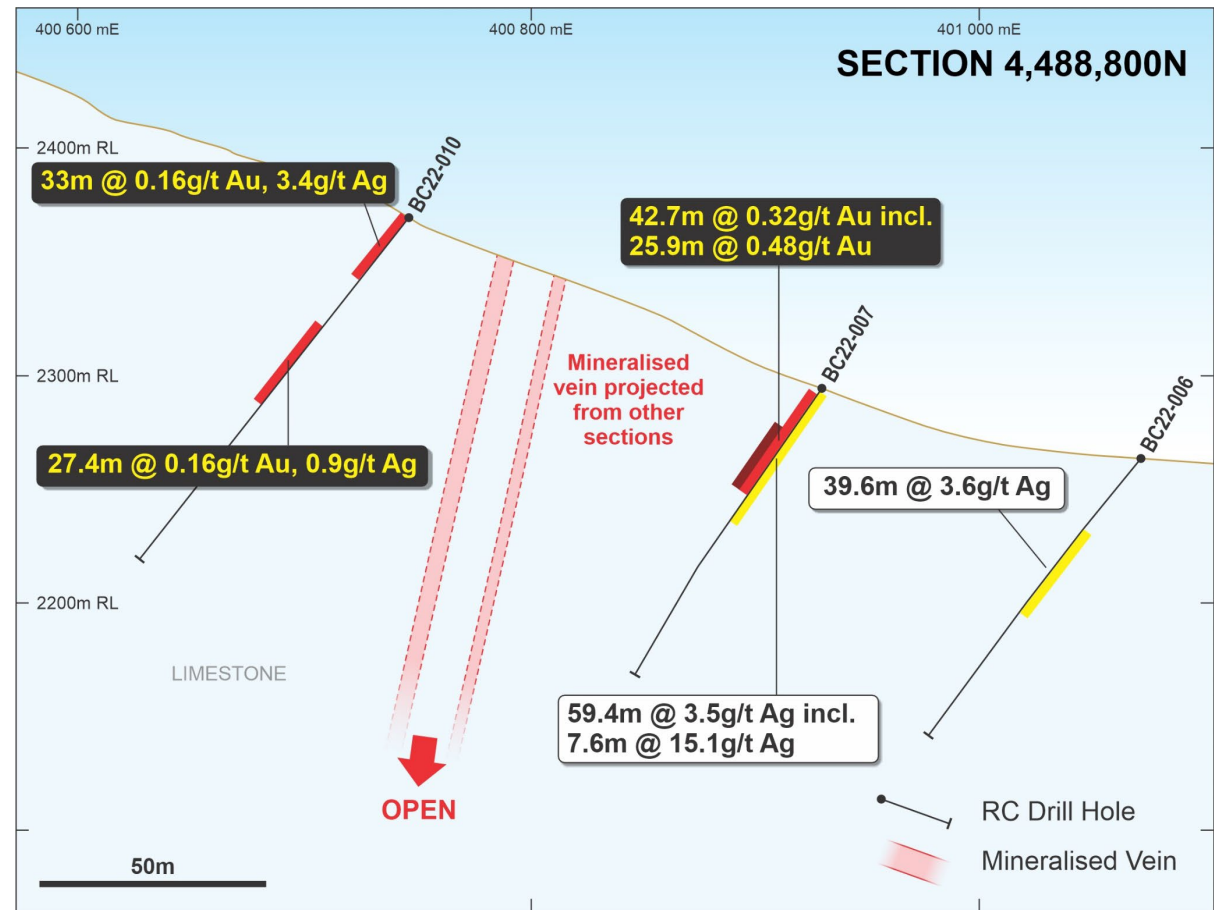 400 600 mE
400 800 mE
401 000 mE
SECTION 4,488,800N
2400m RL
33m @ 0.16g/t Au, 3.4g/t Ag
BC22-010
42.7m @ 0.32g/t Au incl.
25.9m @ 0.48g/t Au
2300m RL
Mineralised
vein projected
from other
sections
BC22-007
BC22-006
27.4m @ 0.16g/t Au, 0.9g/t Ag
39.6m @ 3.6g/t Ag
2200m RL
LIMESTONE
59.4m @ 3.5g/t Ag incl.
7.6m @ 15.1g/t Ag
OPEN
RC Drill Hole
Mineralised Vein
50m